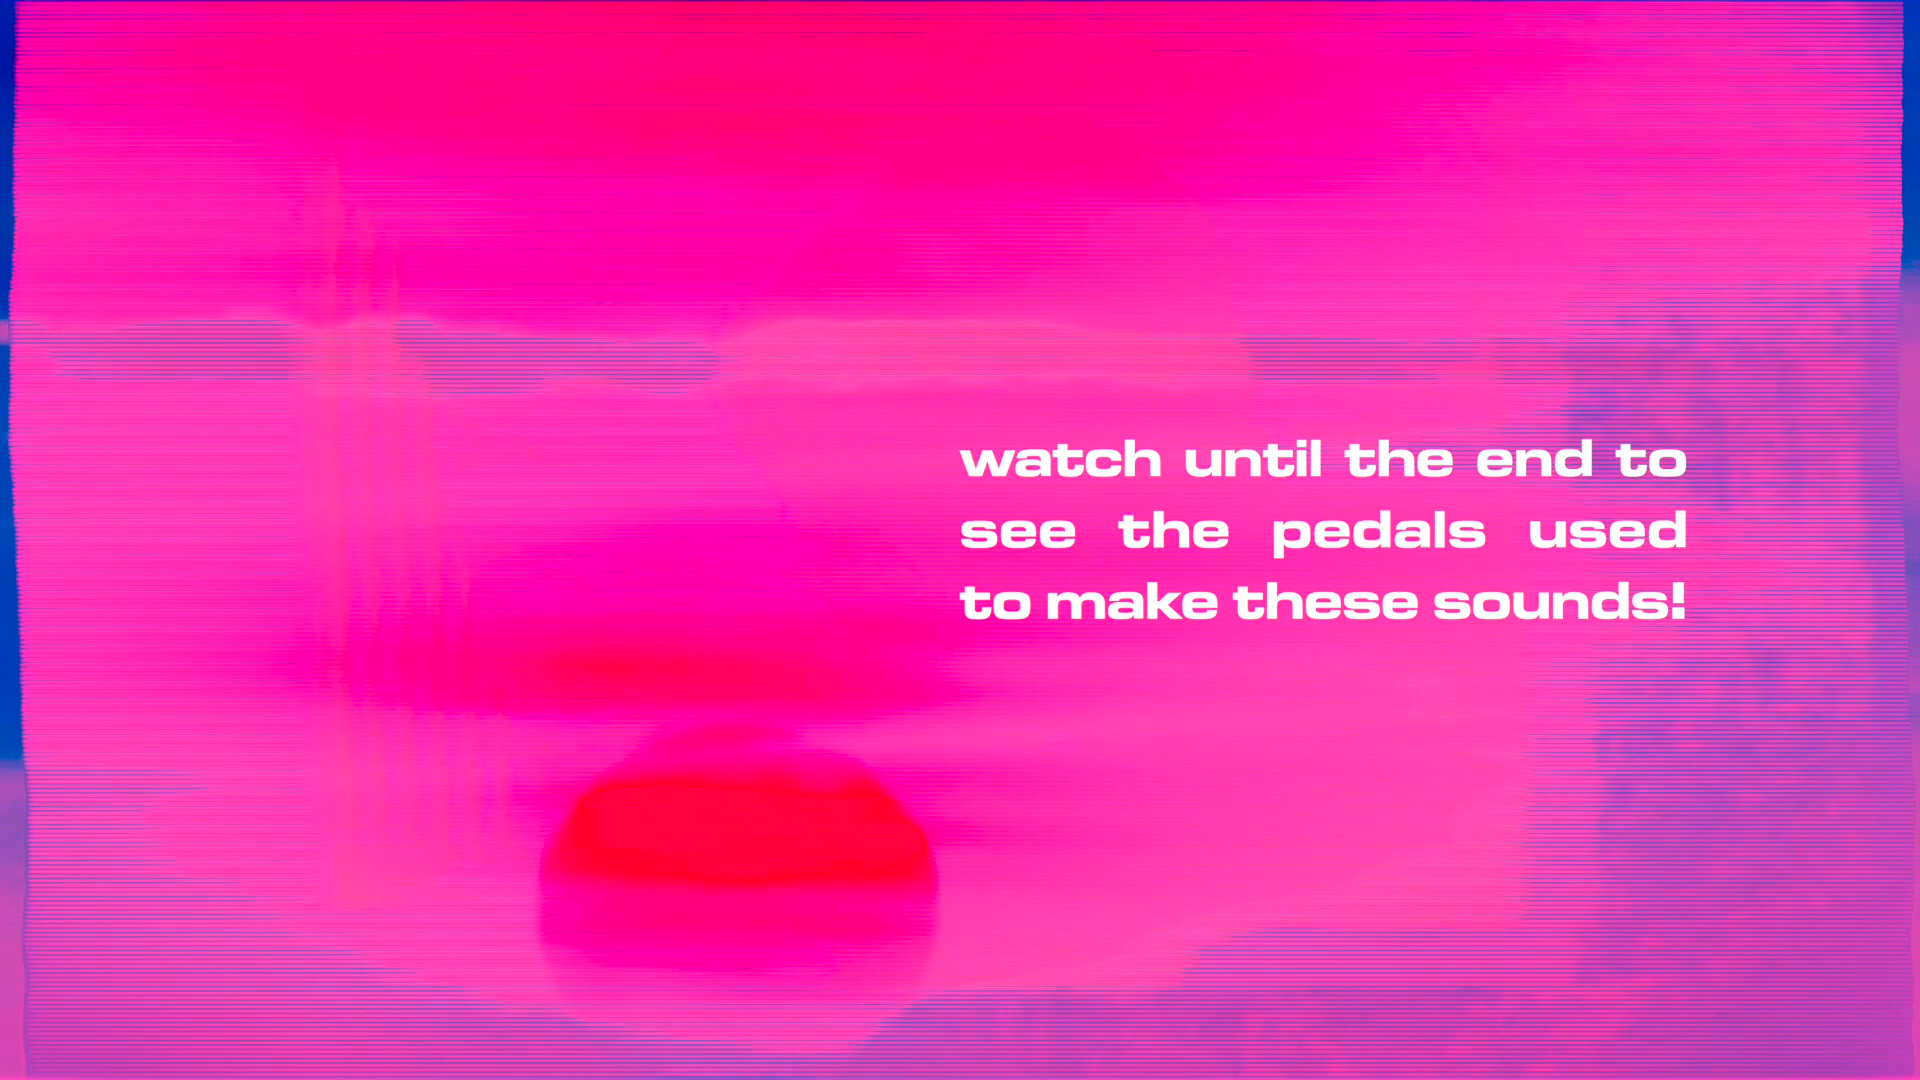 watch until the end to
see the pedals used
to make these sounds!